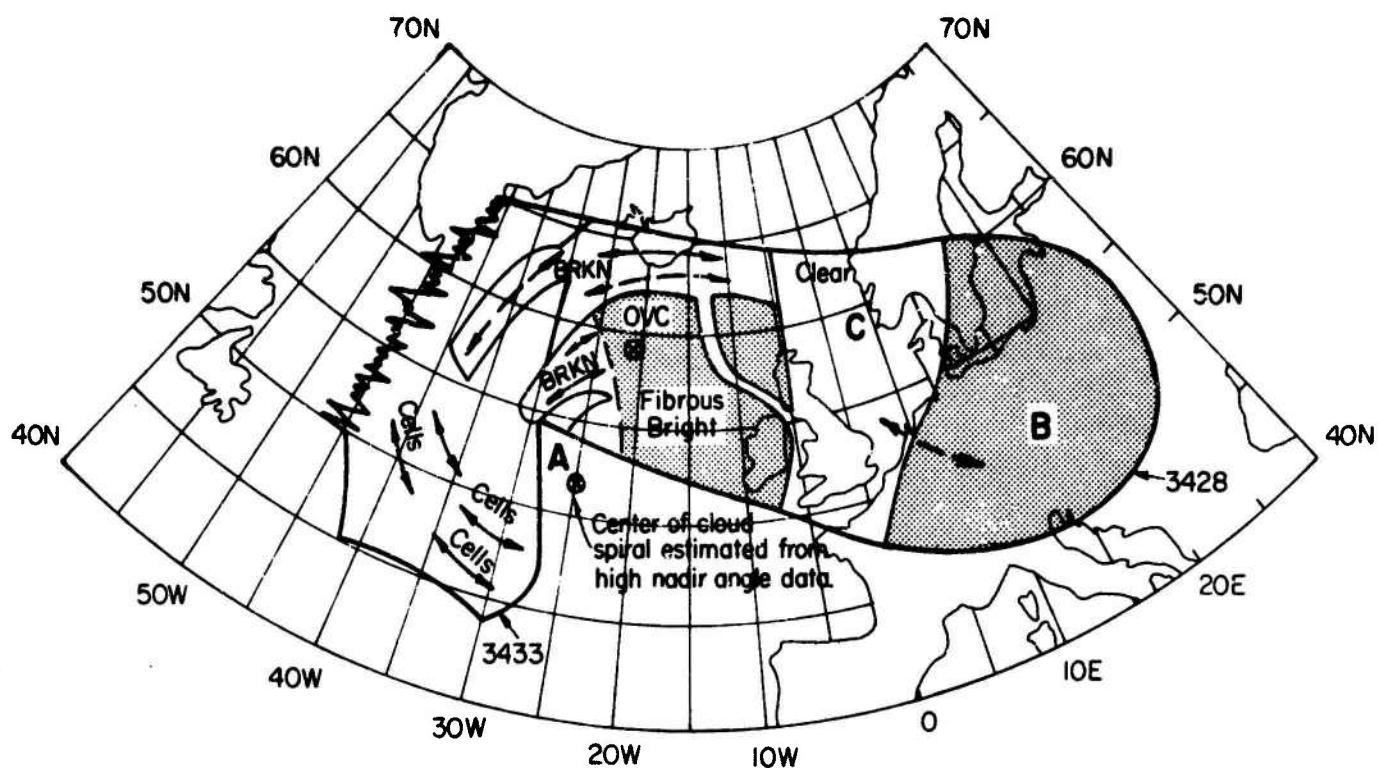 70N
70N
60N
60N
50N
50N
40N
40N
BRKN
Clear
C
OVC
BRKN
Fibrous
Bright
B
Cells
A
Cells
Cells
Center of cloud
spiral estimated from
high nadir angle data.
3428
3433
50W
40W
30W
20W
10W
0
10E
20E